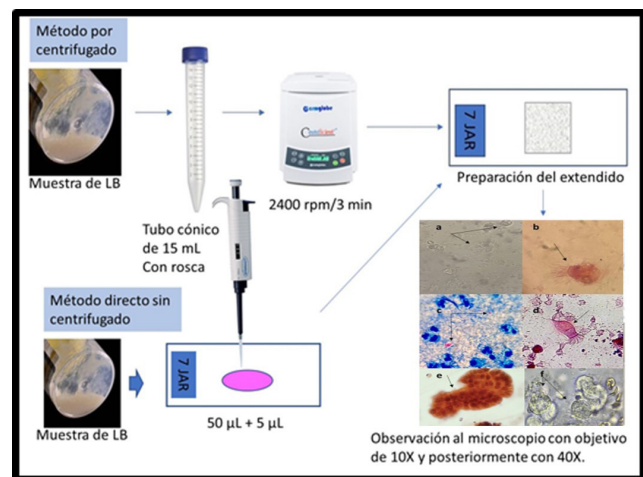 Método por
centrifugado
Muestra de LB
Tubo cónico
de 15 mL
Con rosca
2400 rpm/3 min
7 JAR
Preparación del extendido
Método directo sin
centrifugado
Muestra de LB
7 JAR
50 µL + 5 µL
a
b
c
d
e
f
Observación al microscopio con objetivo
de 10X y posteriormente con 40X.